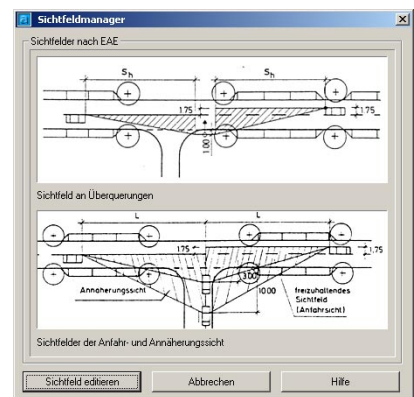 Sichtfeldmanager
Sichtfelder nach EAE
Sh Sh
1.75 1.75
1.00
Sichtfeld an Überquerungen
L L
1.75 1.75
3.00
Annäherungssicht 10.00 freizuhaltendes
Sichtfeld
(Anfahrsicht)
Sichtfelder der Anfahr- und Annäherungssicht
Sichtfeld editieren Abbrechen Hilfe